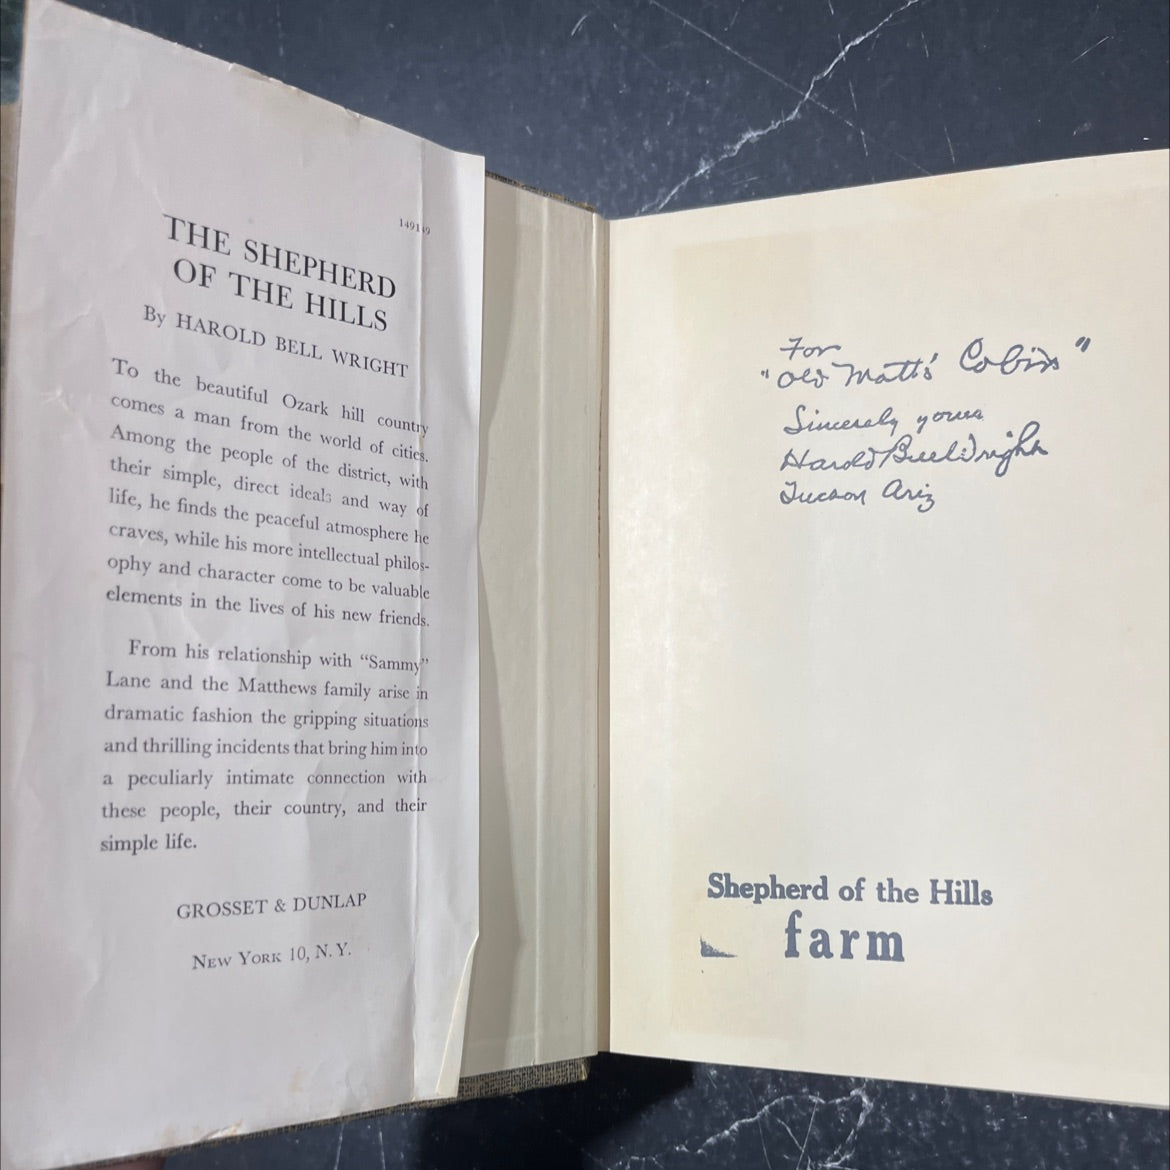 149149
THE SHEPHERD
OF THE HILLS
By HAROLD BELL WRIGHT
To the beautiful Ozark hill country
comes a man from the world of cities.
Among the people of the district, with
their simple, direct ideals and way of
life, he finds the peaceful atmosphere he
craves, while his more intellectual philos-
ophy and character come to be valuable
elements in the lives of his new friends.
From his relationship with “Sammy”
Lane and the Matthews family arise in
dramatic fashion the gripping situations
and thrilling incidents that bring him into
a peculiarly intimate connection with
these people, their country, and their
simple life.
GROSSET & DUNLAP
NEW YORK 10, N. Y.
For
"Old Matt's Cabin"
Sincerely yours
Harold Bell Wright
Tucson Ariz
Shepherd of the Hills
farm